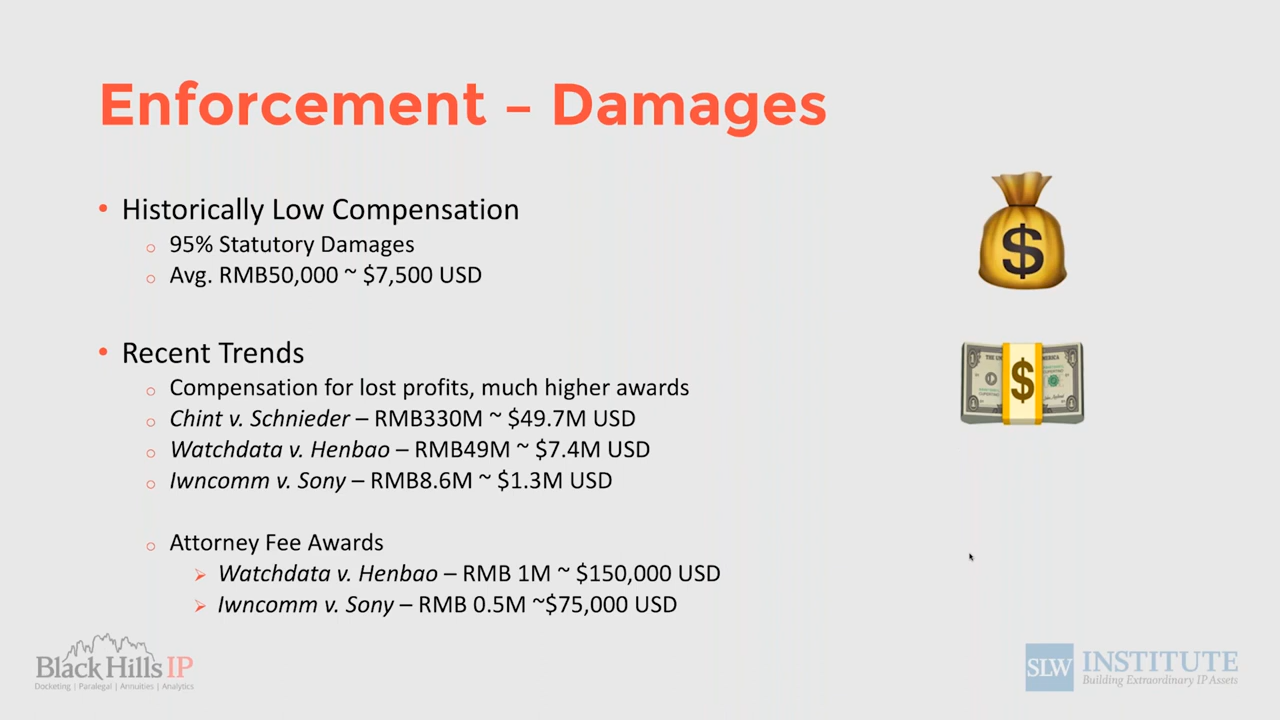 Enforcement – Damages
• Historically Low Compensation
o 95% Statutory Damages
o Avg. RMB50,000 ~ $7,500 USD
• Recent Trends
o Compensation for lost profits, much higher awards
o Chint v. Schnieder – RMB330M ~ $49.7M USD
o Watchdata v. Henbao – RMB49M ~ $7.4M USD
o Iwncomm v. Sony – RMB8.6M ~ $1.3M USD
o Attorney Fee Awards
➢ Watchdata v. Henbao – RMB 1M ~ $150,000 USD
➢ Iwncomm v. Sony – RMB 0.5M ~$75,000 USD
$
$
Black Hills IP
Docketing | Paralegal | Annuities | Analytics
SLW INSTITUTE
Building Extraordinary IP Assets